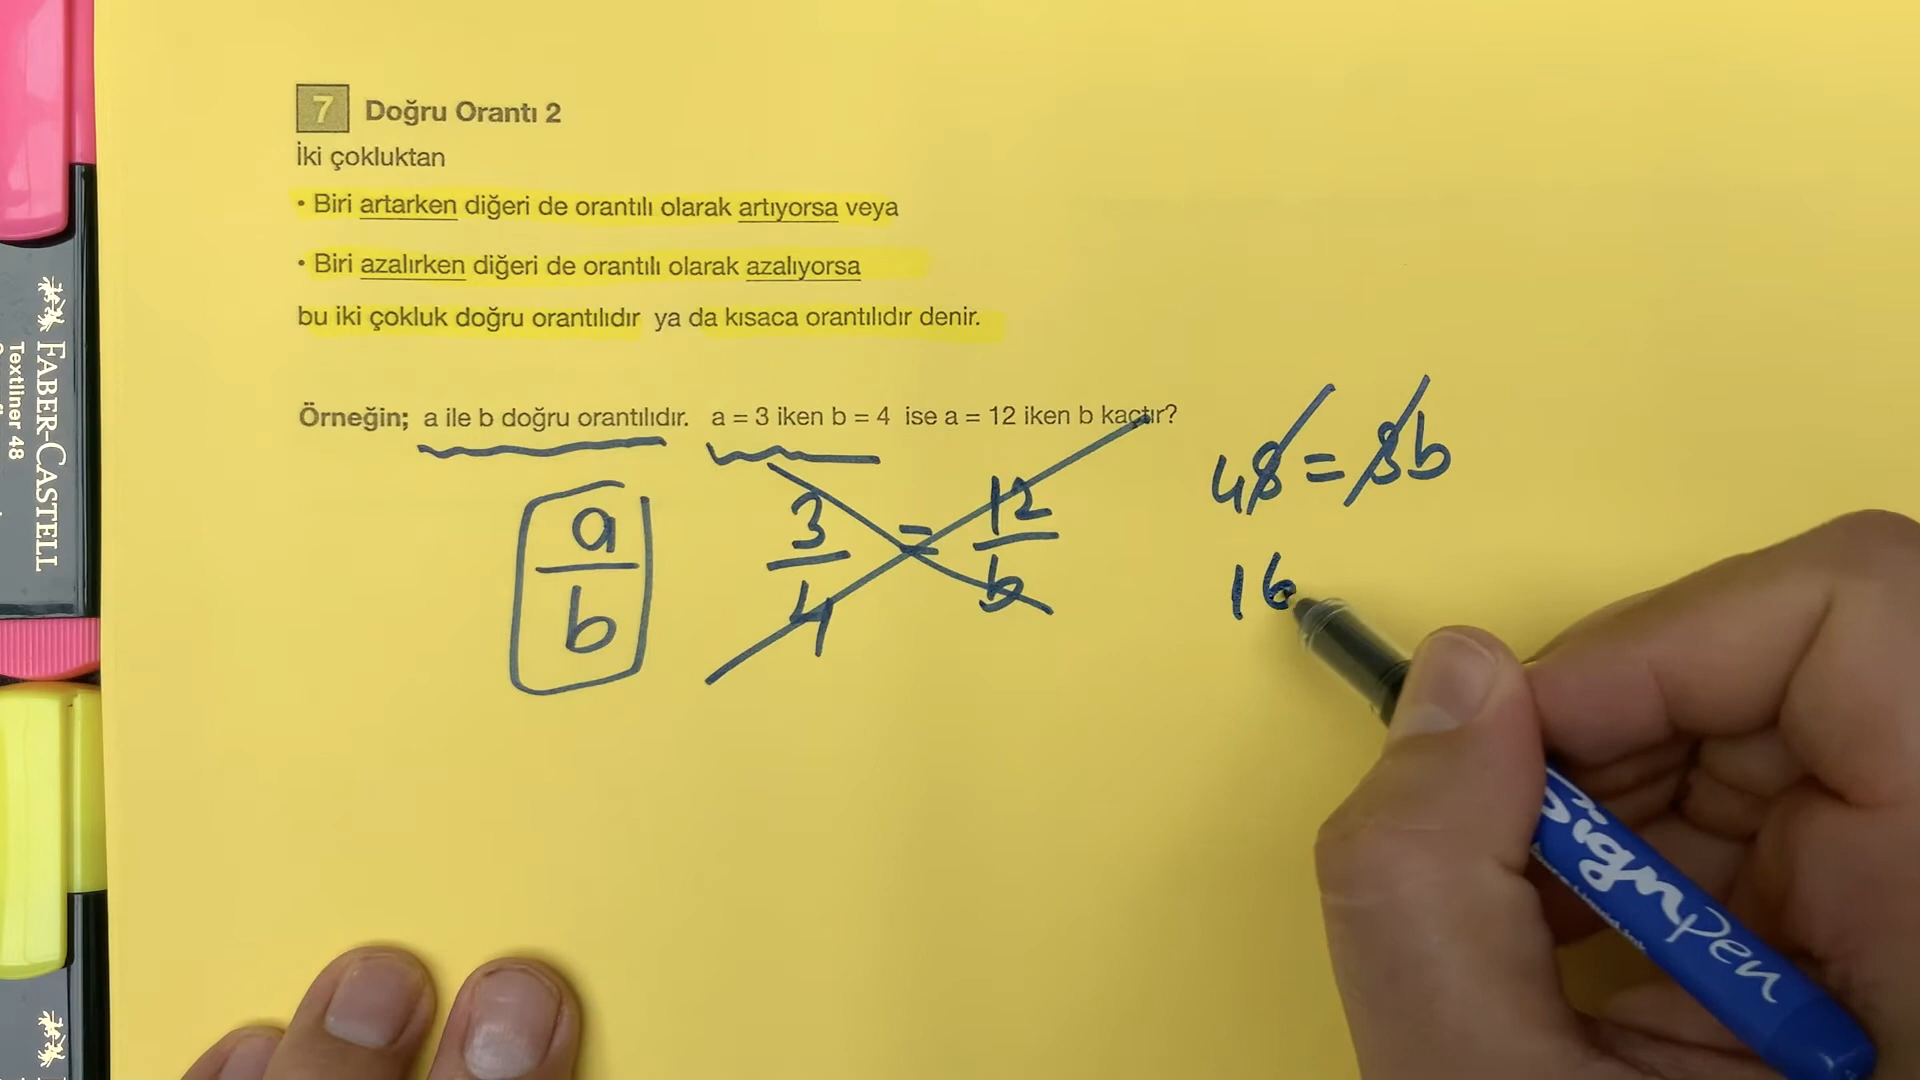 7 Doğru Orantı 2
İki çokluktan
• Biri artarken diğeri de orantılı olarak artıyorsa veya
• Biri azalırken diğeri de orantılı olarak azalıyorsa
bu iki çokluk doğru orantılıdır ya da kısaca orantılıdır denir.
Örneğin; a ile b doğru orantılıdır. a = 3 iken b = 4 ise a = 12 iken b kaçtır?
a
b
3
4
=
12
b
48 = 3b
16
FABER-CASTELL
Textliner 48
Signpen